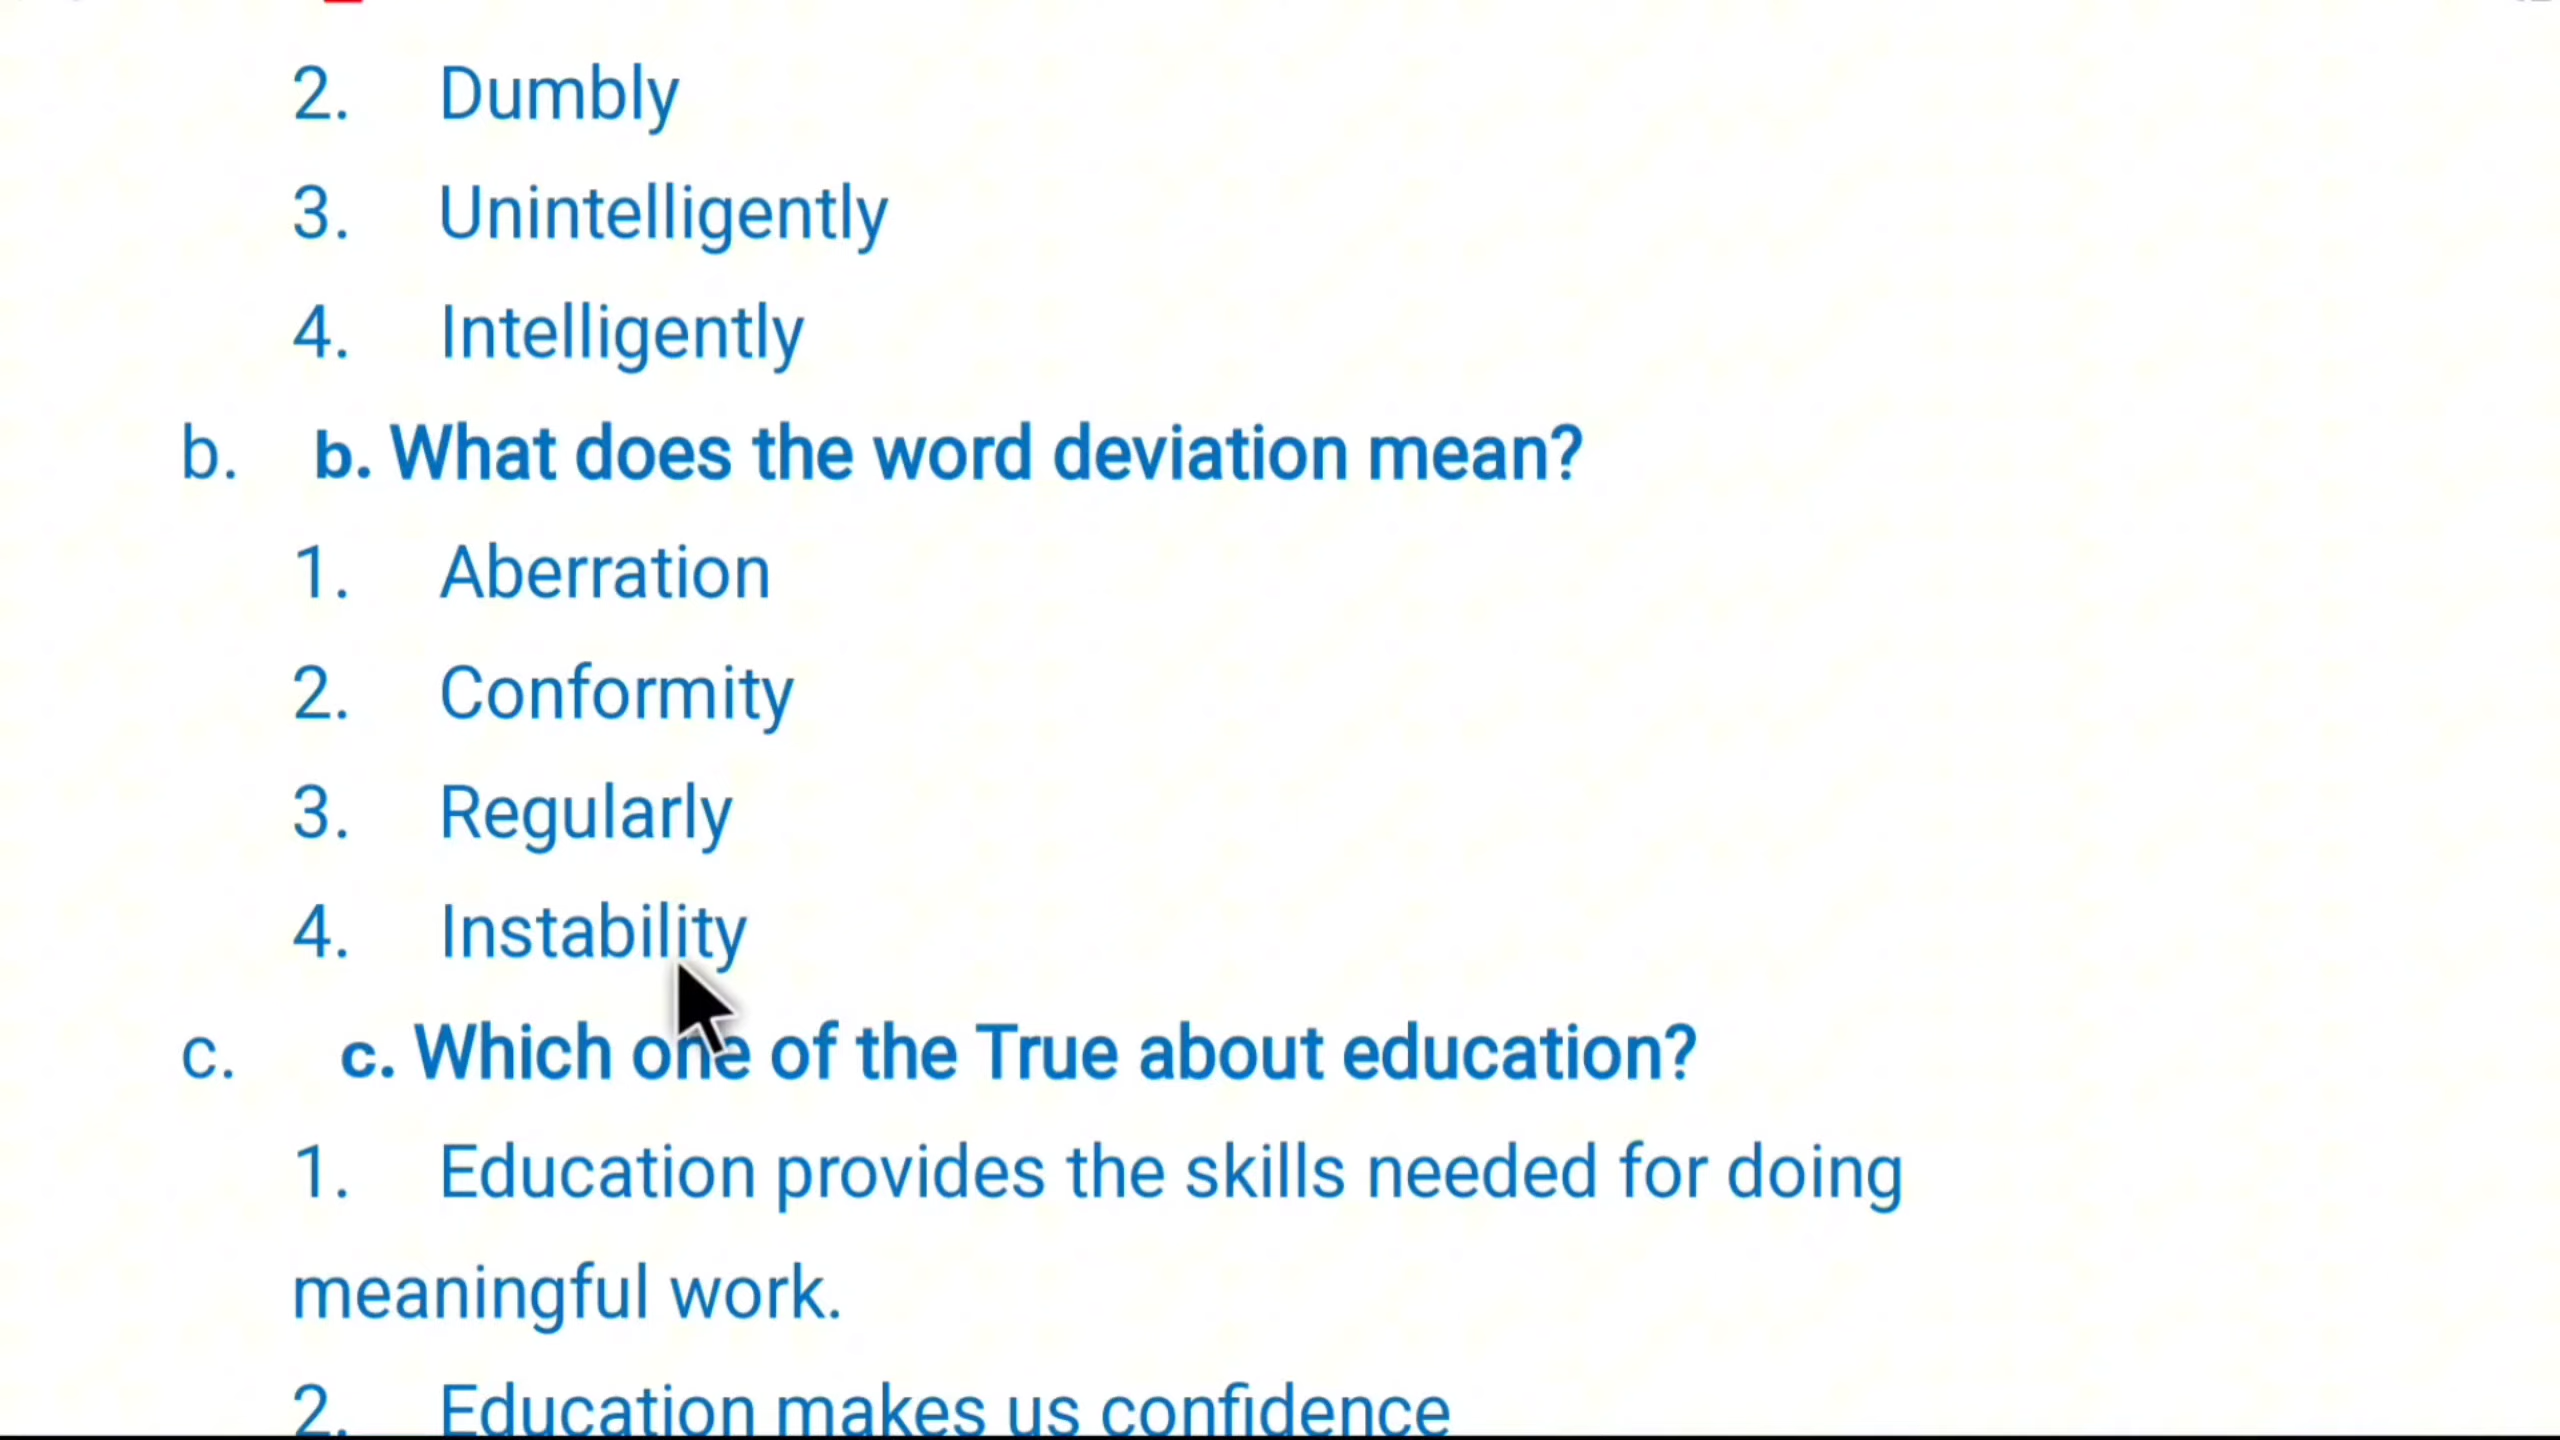 2. Dumbly
3. Unintelligently
4. Intelligently
b. b. What does the word deviation mean?
1. Aberration
2. Conformity
3. Regularly
4. Instability
c. c. Which one of the True about education?
1. Education provides the skills needed for doing
meaningful work.
2. Education makes us confidence